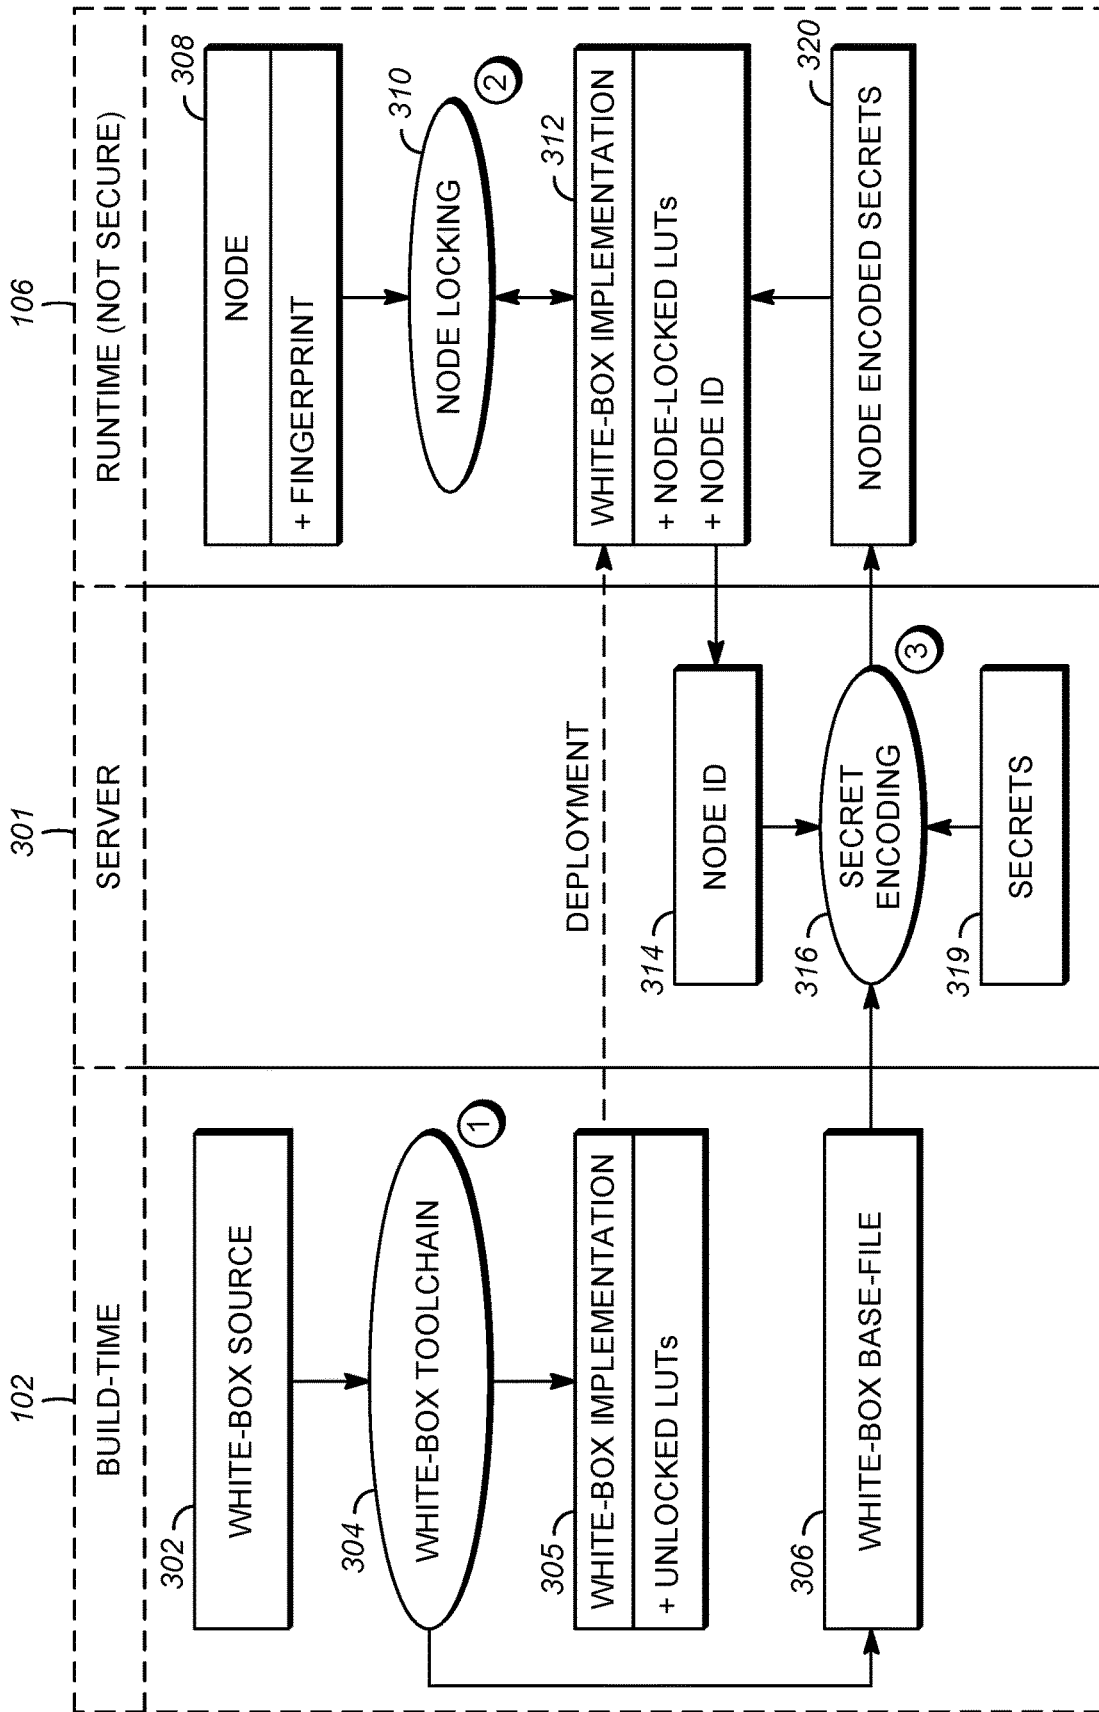 102
BUILD-TIME
302
WHITE-BOX SOURCE
304
WHITE-BOX TOOLCHAIN
1
305
WHITE-BOX IMPLEMENTATION
+ UNLOCKED LUTs
306
WHITE-BOX BASE-FILE
301
SERVER
DEPLOYMENT
314
NODE ID
316
SECRET
ENCODING
3
319
SECRETS
106
RUNTIME (NOT SECURE)
308
NODE
+ FINGERPRINT
310
NODE LOCKING
2
312
WHITE-BOX IMPLEMENTATION
+ NODE-LOCKED LUTs
+ NODE ID
320
NODE ENCODED SECRETS